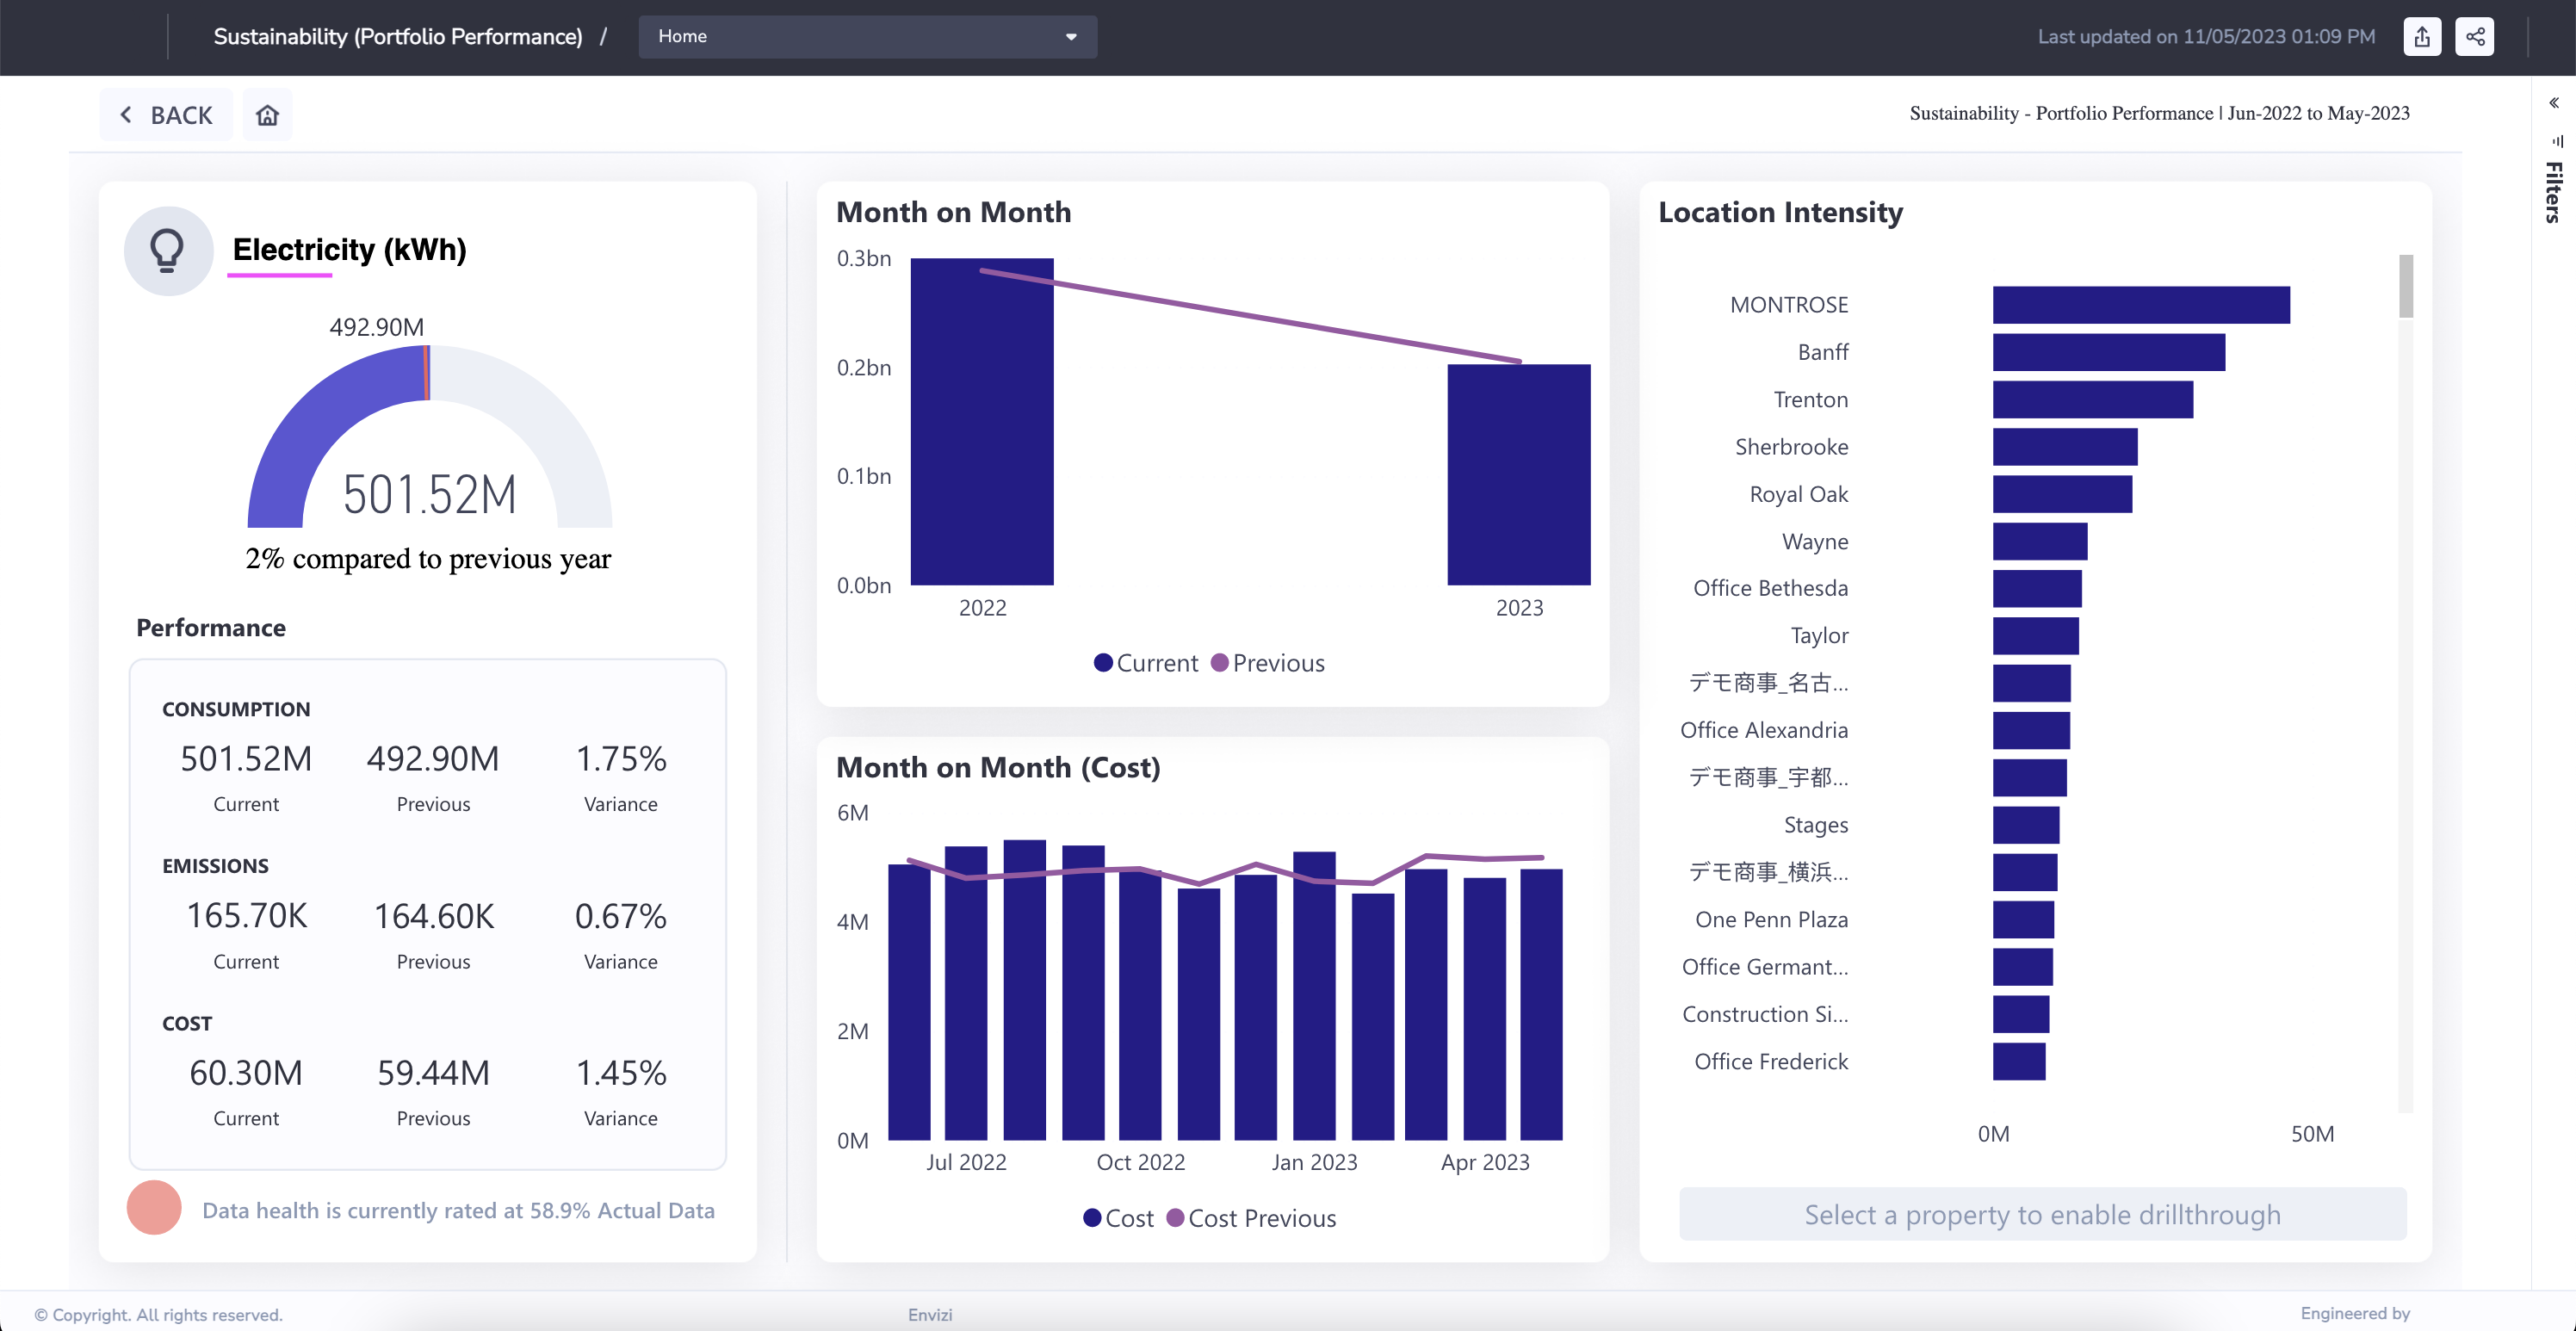 Sustainability (Portfolio Performance) / Home
Last updated on 11/05/2023 01:09 PM
BACK
Sustainability - Portfolio Performance | Jun-2022 to May-2023
Filters
Electricity (kWh)
492.90M
501.52M
2% compared to previous year
Performance
CONSUMPTION
501.52M 492.90M 1.75%
Current Previous Variance
EMISSIONS
165.70K 164.60K 0.67%
Current Previous Variance
COST
60.30M 59.44M 1.45%
Current Previous Variance
Data health is currently rated at 58.9% Actual Data
Month on Month
0.3bn
0.2bn
0.1bn
0.0bn
2022 2023
Current Previous
Month on Month (Cost)
6M
4M
2M
0M
Jul 2022 Oct 2022 Jan 2023 Apr 2023
Cost Cost Previous
Location Intensity
MONTROSE
Banff
Trenton
Sherbrooke
Royal Oak
Wayne
Office Bethesda
Taylor
デモ商事_名古...
Office Alexandria
デモ商事_宇都...
Stages
デモ商事_横浜...
One Penn Plaza
Office Germant...
Construction Si...
Office Frederick
0M 50M
Select a property to enable drillthrough
© Copyright. All rights reserved.
Envizi
Engineered by